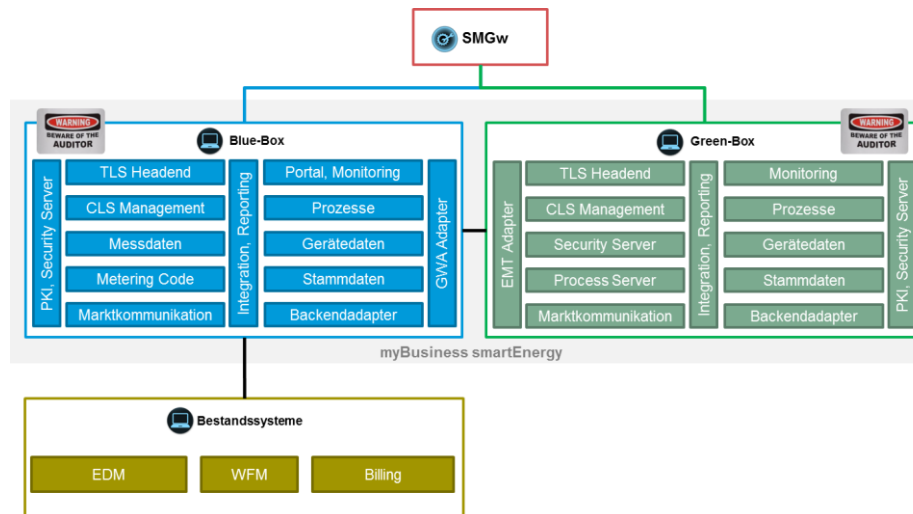 SMGw
WARNING
BEWARE OF THE
AUDITOR
Blue-Box
PKI, Security Server
TLS Headend
CLS Management
Messdaten
Metering Code
Marktkommunikation
Integration, Reporting
Portal, Monitoring
Prozesse
Gerätedaten
Stammdaten
Backendadapter
GWA Adapter
Green-Box
WARNING
BEWARE OF THE
AUDITOR
EMT Adapter
TLS Headend
CLS Management
Security Server
Process Server
Marktkommunikation
Integration, Reporting
Monitoring
Prozesse
Gerätedaten
Stammdaten
Backendadapter
PKI, Security Server
myBusiness smartEnergy
Bestandssysteme
EDM
WFM
Billing